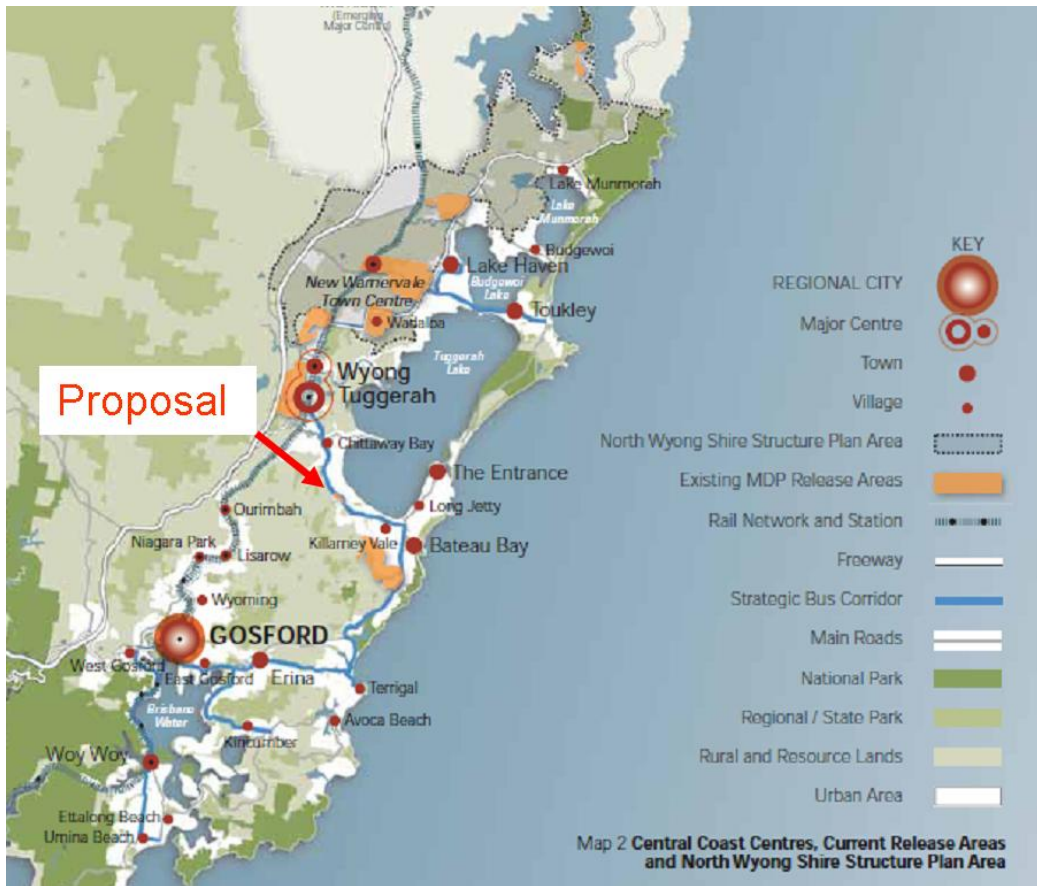 (Emerging
Major Centre)
Lake Munmorah
Lake
Munmorah
Budgewoi
Lake Haven
Budgewoi
Lake
New Warnervale
Town Centre
Toukley
Wadalba
Tuggerah
Lake
Wyong
Tuggerah
Proposal
Chittaway Bay
The Entrance
Long Jetty
Ourimbah
Killarney Vale
Bateau Bay
Niagara Park
Lisarow
Wyoming
GOSFORD
West Gosford
East Gosford
Erina
Terrigal
Brisbane
Water
Avoca Beach
Kincumber
Woy Woy
Ettalong Beach
Umina Beach
KEY
REGIONAL CITY
Major Centre
Town
Village
North Wyong Shire Structure Plan Area
Existing MDP Release Areas
Rail Network and Station
Freeway
Strategic Bus Corridor
Main Roads
National Park
Regional / State Park
Rural and Resource Lands
Urban Area
Map 2 Central Coast Centres, Current Release Areas
and North Wyong Shire Structure Plan Area